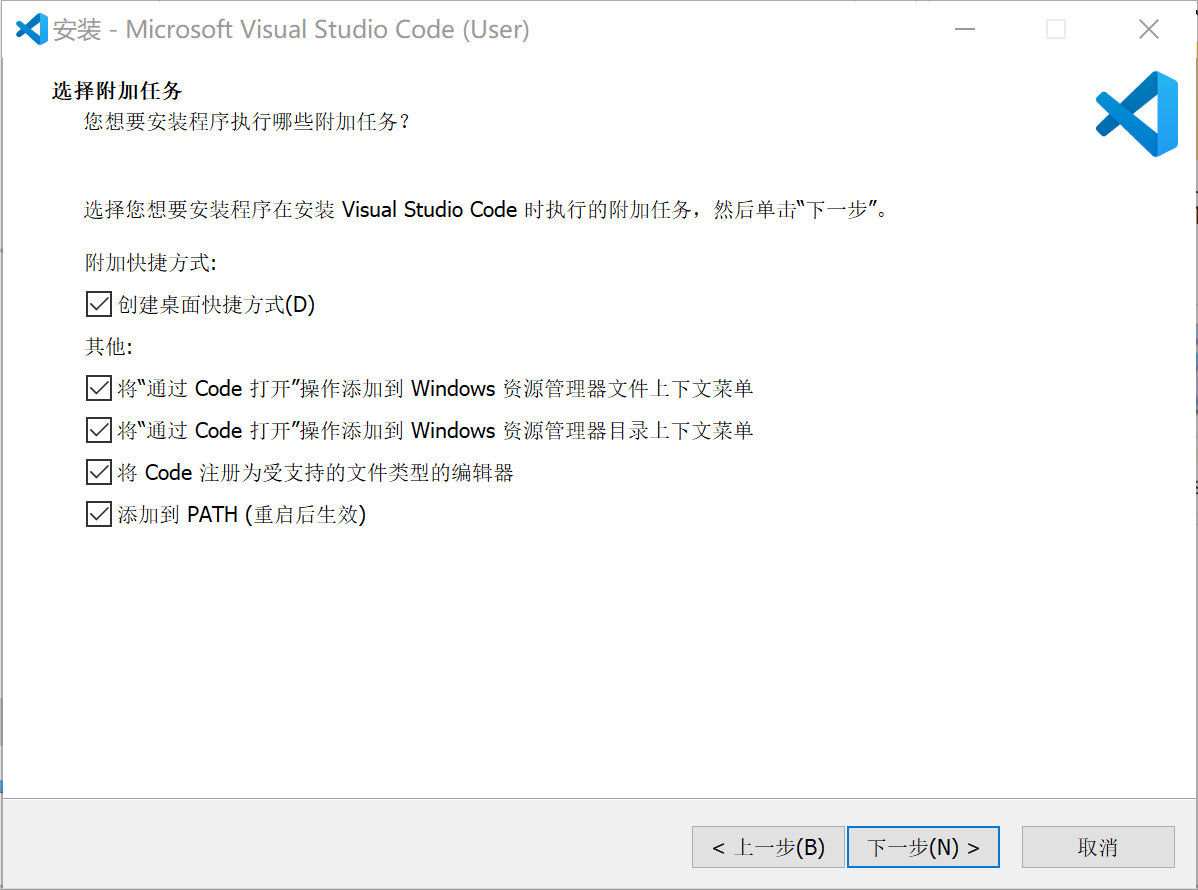 安装 - Microsoft Visual Studio Code (User)
选择附加任务
您想要安装程序执行哪些附加任务？
选择您想要安装程序在安装 Visual Studio Code 时执行的附加任务，然后单击“下一步”。
附加快捷方式:
创建桌面快捷方式(D)
其他:
将“通过 Code 打开”操作添加到 Windows 资源管理器文件上下文菜单
将“通过 Code 打开”操作添加到 Windows 资源管理器目录上下文菜单
将 Code 注册为受支持的文件类型的编辑器
添加到 PATH (重启后生效)
< 上一步(B) 下一步(N) > 取消